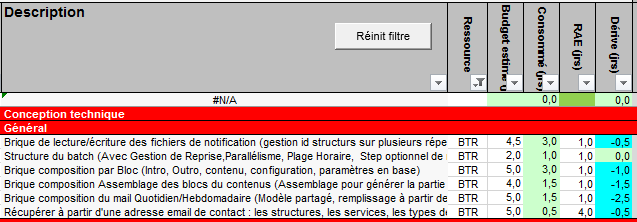 Description
Réinit filtre
Ressource
Budget estimé
Consommé (jrs)
RAE (jrs)
Dérive (jrs)
#N/A 0,0 0,0
Conception technique
Général
Brique de lecture/écriture des fichiers de notification (gestion id structurs sur plusieurs répe BTR 4,5 3,0 1,0 -0,5
Structure du batch (Avec Gestion de Reprise,Parallélisme, Plage Horaire, Step optionnel de BTR 2,0 1,0 1,0 0,0
Brique composition par Bloc (Intro, Outro, contenu, configuration, paramètres en base) BTR 5,0 3,0 1,0 -1,0
Brique composition Assemblage des blocs du contenus (Assemblage pour générer la partie BTR 4,0 1,5 1,0 -1,5
Brique composition du mail Quotidien/Hebdomadaire (Modèle partagé, remplissage à partir de BTR 5,0 1,5 1,0 -2,5
Récupérer à partir d'une adresse email de contact : les structures, les services, les types de BTR 5,0 0,5 4,0 -0,5